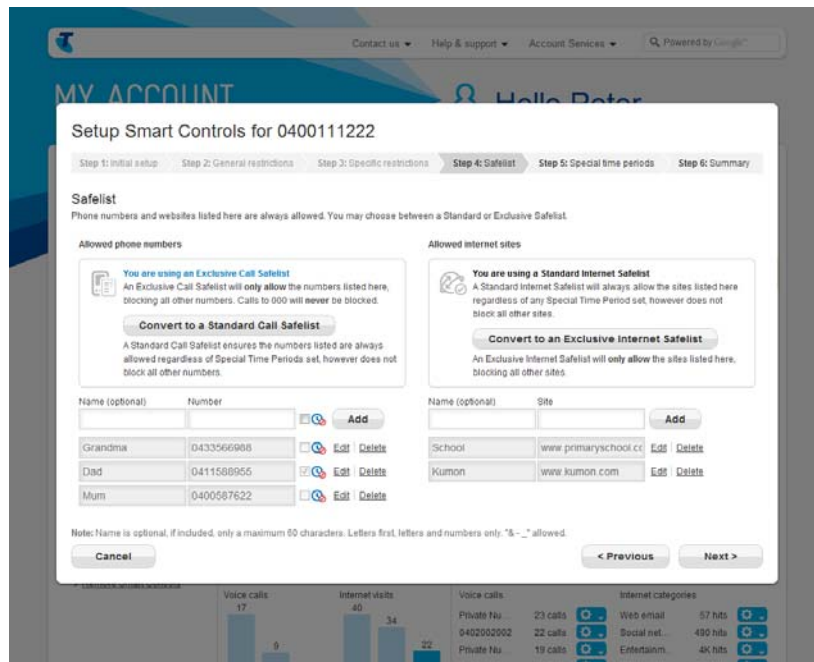 Contact us
Help & support
Account Services
Powered by Google™
MY ACCOUNT
Hello Peter
Setup Smart Controls for 0400111222
Step 1: Initial setup
Step 2: General restrictions
Step 3: Specific restrictions
Step 4: Safelist
Step 5: Special time periods
Step 6: Summary
Safelist
Phone numbers and websites listed here are always allowed. You may choose between a Standard or Exclusive Safelist.
Allowed phone numbers
You are using an Exclusive Call Safelist
An Exclusive Call Safelist will only allow the numbers listed here,
blocking all other numbers. Calls to 000 will never be blocked.
Convert to a Standard Call Safelist
A Standard Call Safelist ensures the numbers listed are always
allowed regardless of Special Time Periods set, however does not
block all other numbers.
Name (optional) Number
Add
Grandma 0433566988 Edit Delete
Dad 0411588955 Edit Delete
Mum 0400587622 Edit Delete
Allowed internet sites
You are using a Standard Internet Safelist
A Standard Internet Safelist will always allow the sites listed here
regardless of any Special Time Period set, however does not
block all other sites.
Convert to an Exclusive Internet Safelist
An Exclusive Internet Safelist will only allow the sites listed here,
blocking all other sites.
Name (optional) Site
Add
School www.primaryschool.cc Edit Delete
Kumon www.kumon.com Edit Delete
Note: Name is optional, if included, only a maximum 60 characters. Letters first, letters and numbers only. "& - _" allowed.
Cancel
< Previous
Next >
Voice calls
17
9
Internet visits
40
34
22
Voice calls
Private Nu... 23 calls
0402002002 22 calls
Private Nu... 19 calls
Internet categories
Web email 57 hits
Social net... 490 hits
Entertainm... 4K hits